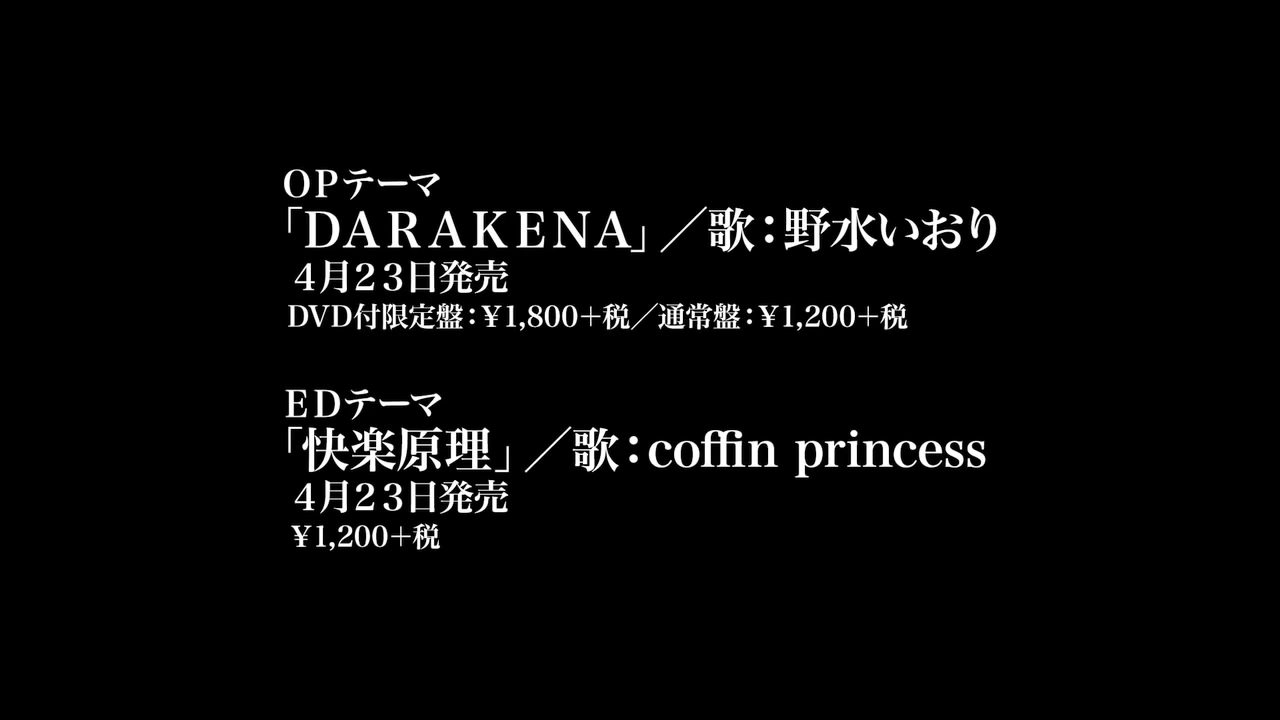 OPテーマ
「DARAKENA」／歌：野水いおり
4月23日発売
DVD付限定盤：¥1,800＋税／通常盤：¥1,200＋税
EDテーマ
「快楽原理」／歌：coffin princess
4月23日発売
¥1,200＋税